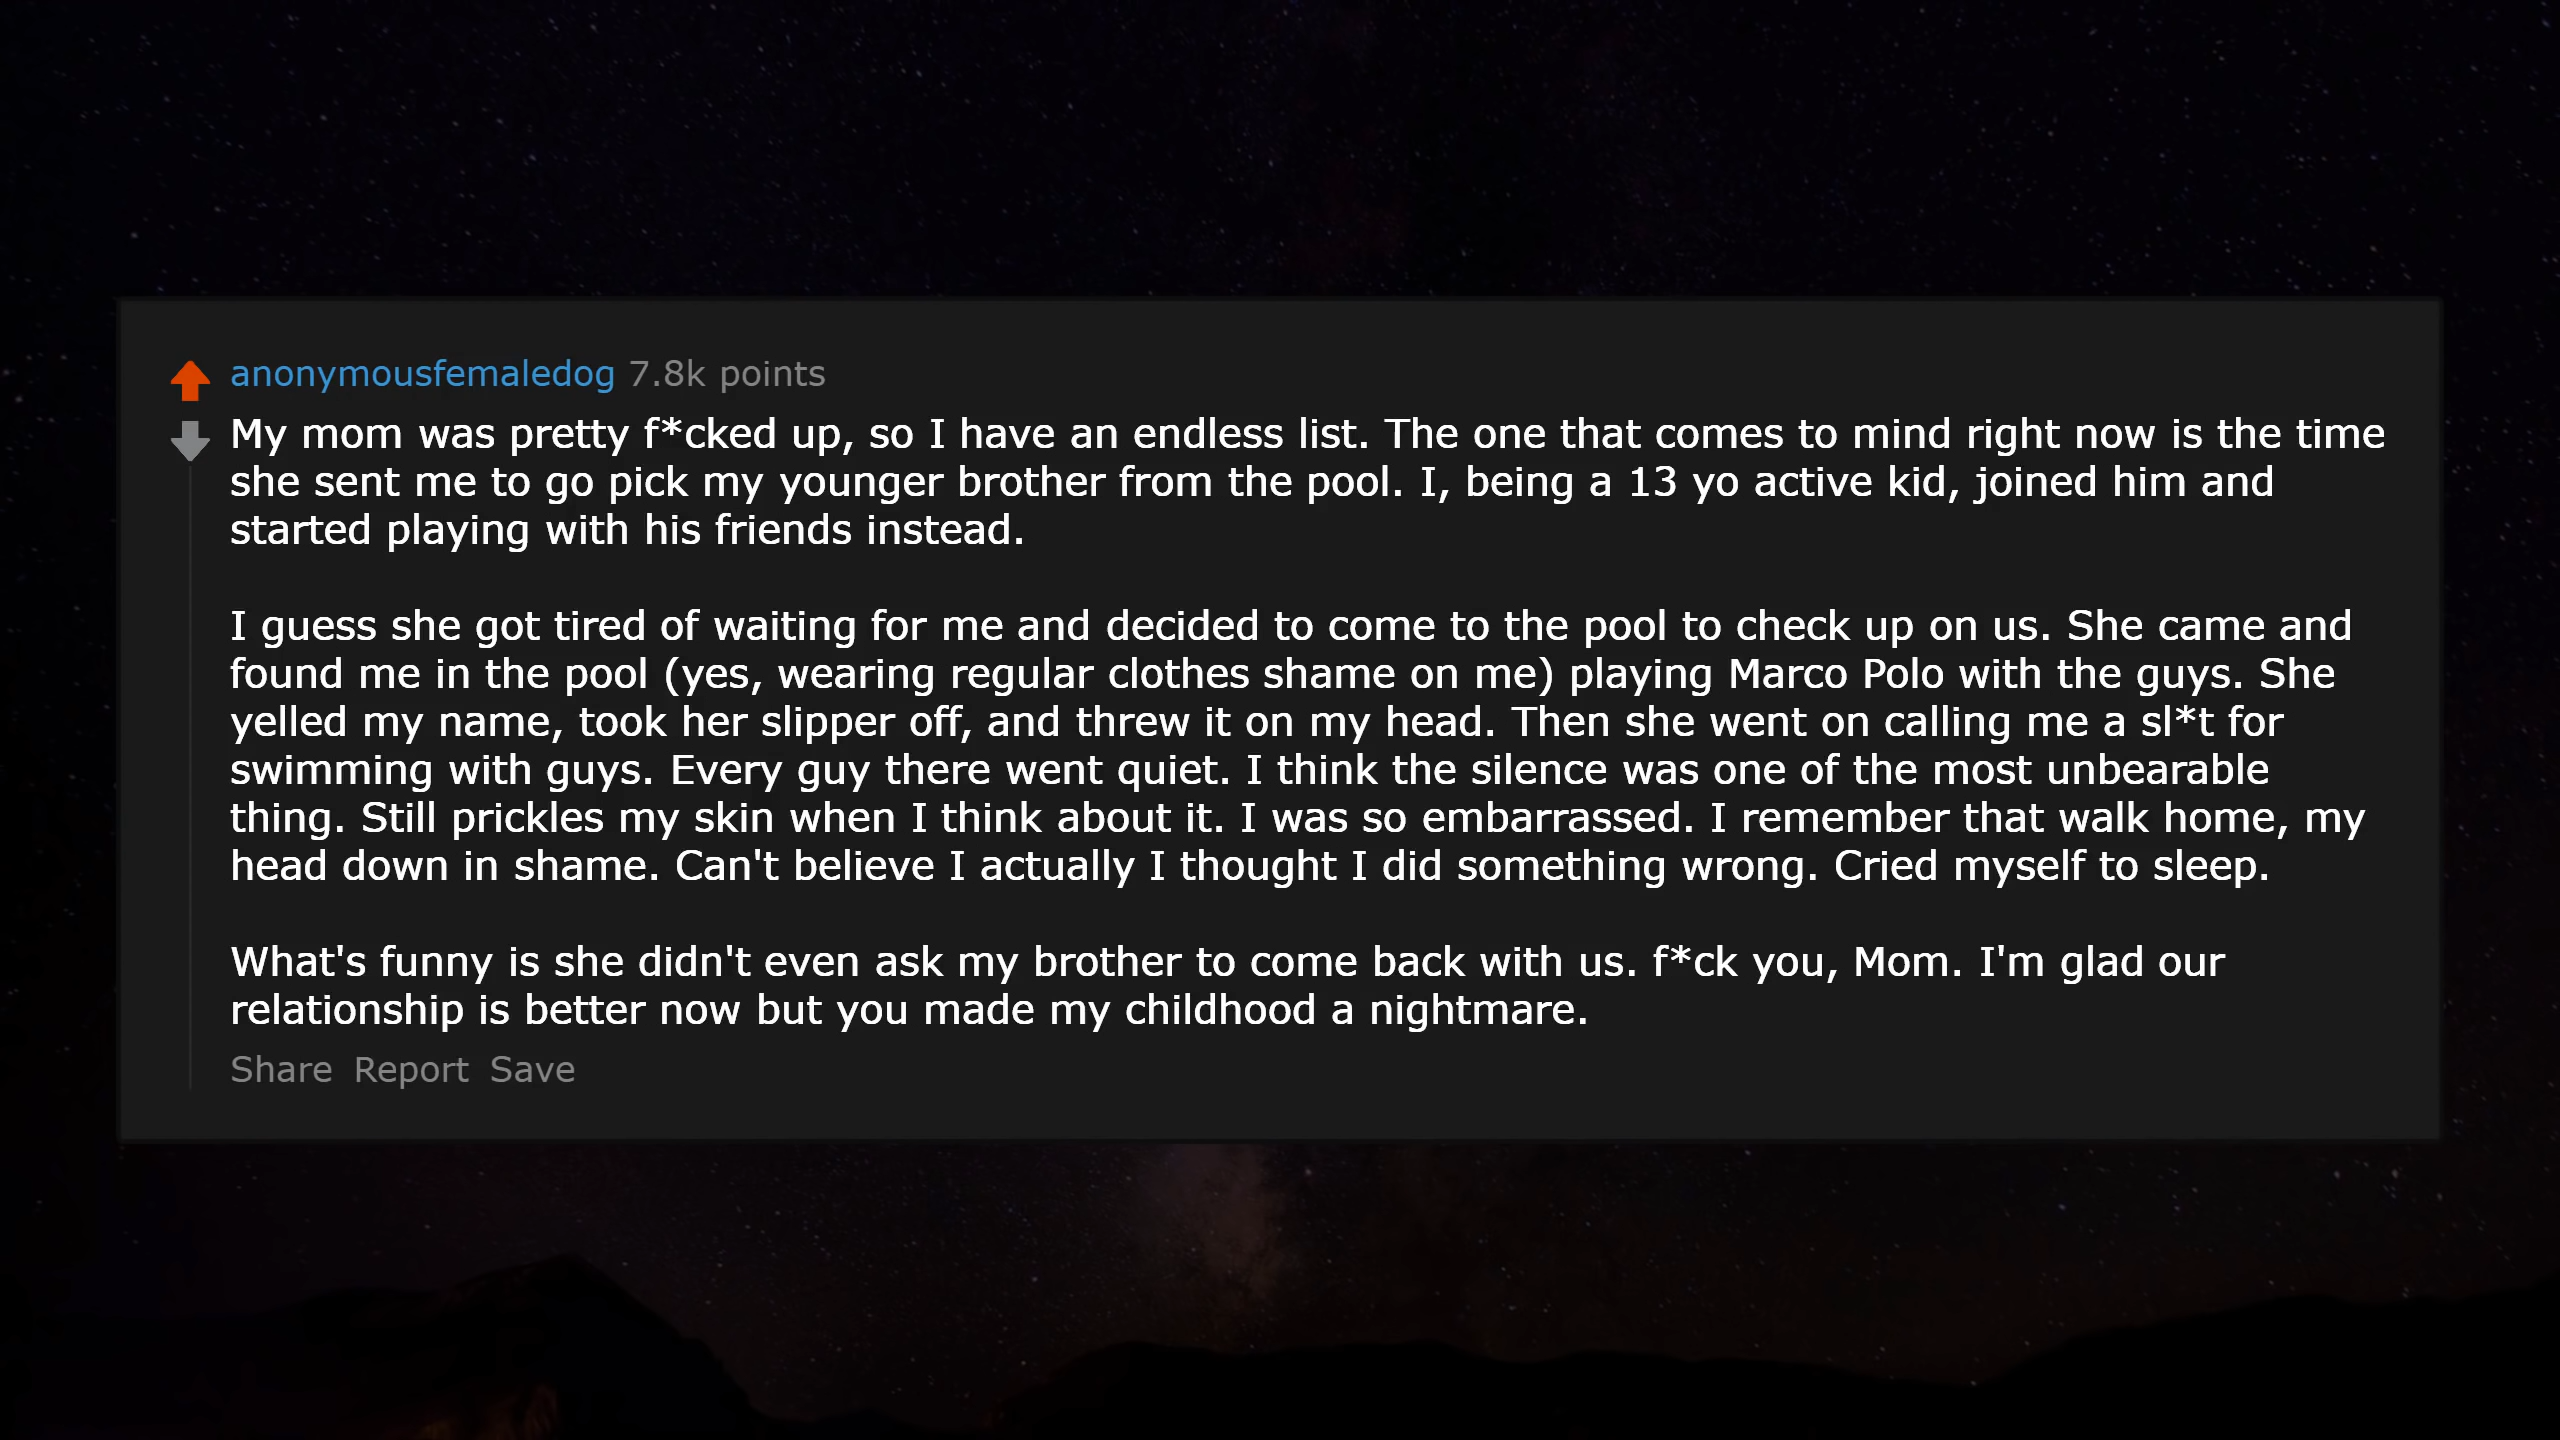 anonymousfemaledog 7.8k points
My mom was pretty f*cked up, so I have an endless list. The one that comes to mind right now is the time
she sent me to go pick my younger brother from the pool. I, being a 13 yo active kid, joined him and
started playing with his friends instead.
I guess she got tired of waiting for me and decided to come to the pool to check up on us. She came and
found me in the pool (yes, wearing regular clothes shame on me) playing Marco Polo with the guys. She
yelled my name, took her slipper off, and threw it on my head. Then she went on calling me a sl*t for
swimming with guys. Every guy there went quiet. I think the silence was one of the most unbearable
thing. Still prickles my skin when I think about it. I was so embarrassed. I remember that walk home, my
head down in shame. Can't believe I actually I thought I did something wrong. Cried myself to sleep.
What's funny is she didn't even ask my brother to come back with us. f*ck you, Mom. I'm glad our
relationship is better now but you made my childhood a nightmare.
Share Report Save